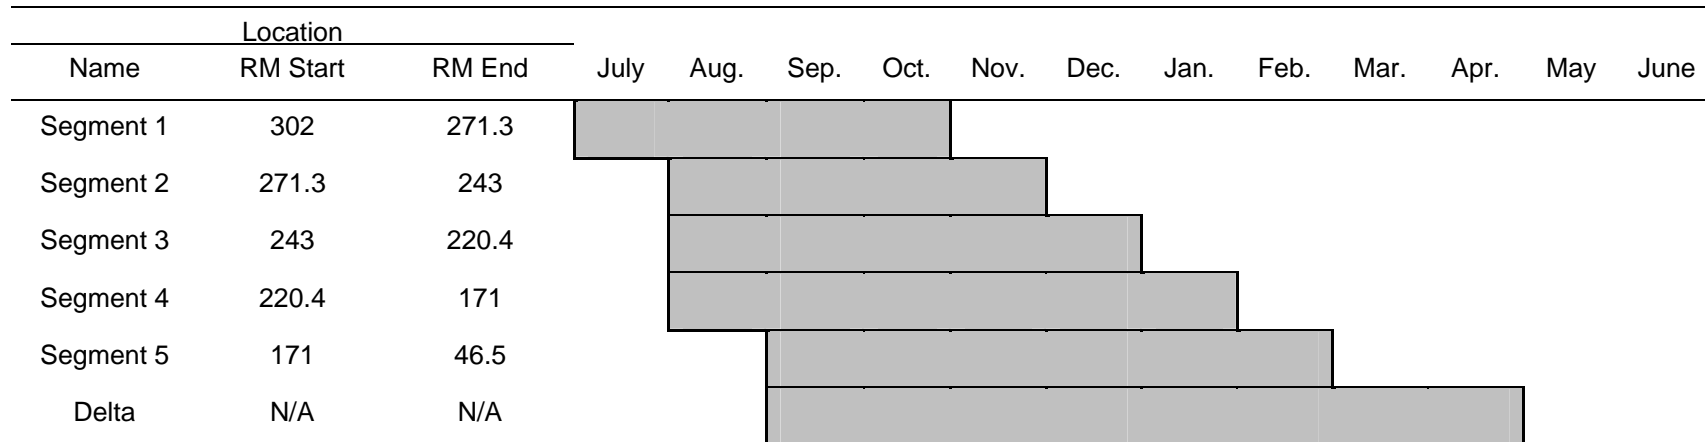 Location
Name RM Start RM End July Aug. Sep. Oct. Nov. Dec. Jan. Feb. Mar. Apr. May June
Segment 1 302 271.3
Segment 2 271.3 243
Segment 3 243 220.4
Segment 4 220.4 171
Segment 5 171 46.5
Delta N/A N/A